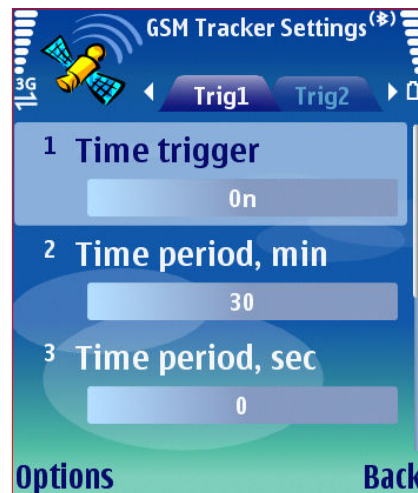 GSM Tracker Settings
3G
Trig1 Trig2
1 Time trigger
On
2 Time period, min
30
3 Time period, sec
0
Options Back